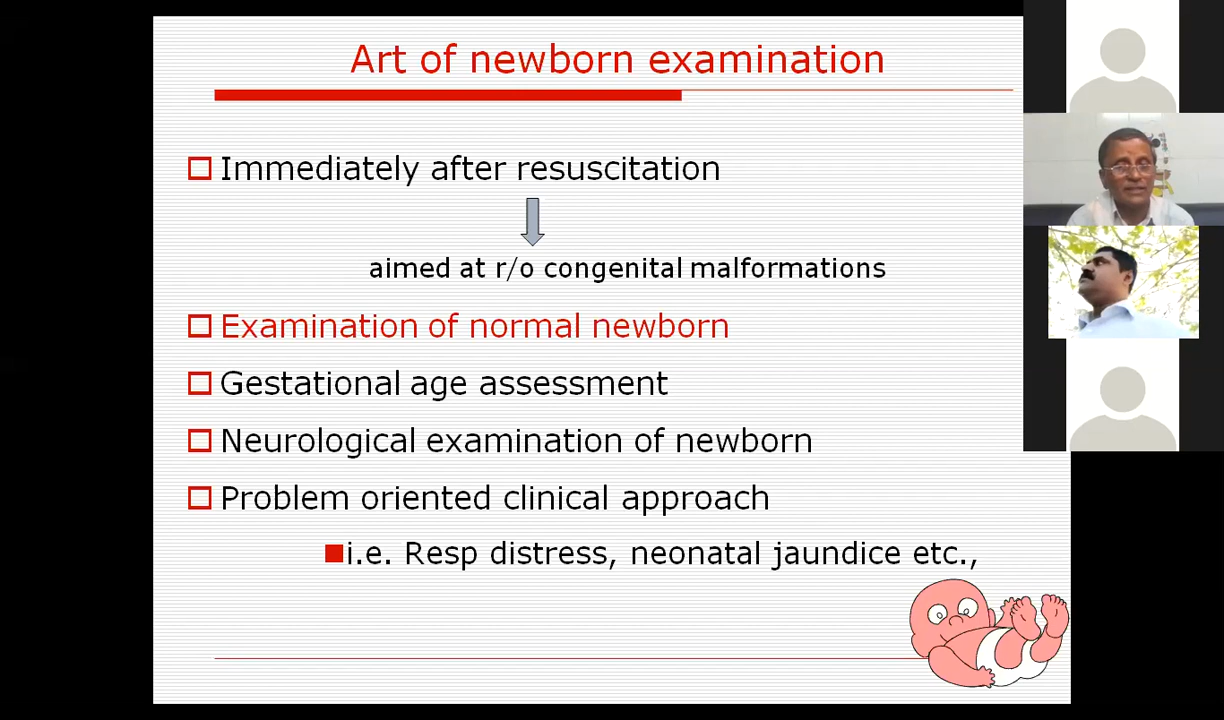 Art of newborn examination
Immediately after resuscitation
aimed at r/o congenital malformations
Examination of normal newborn
Gestational age assessment
Neurological examination of newborn
Problem oriented clinical approach
i.e. Resp distress, neonatal jaundice etc.,